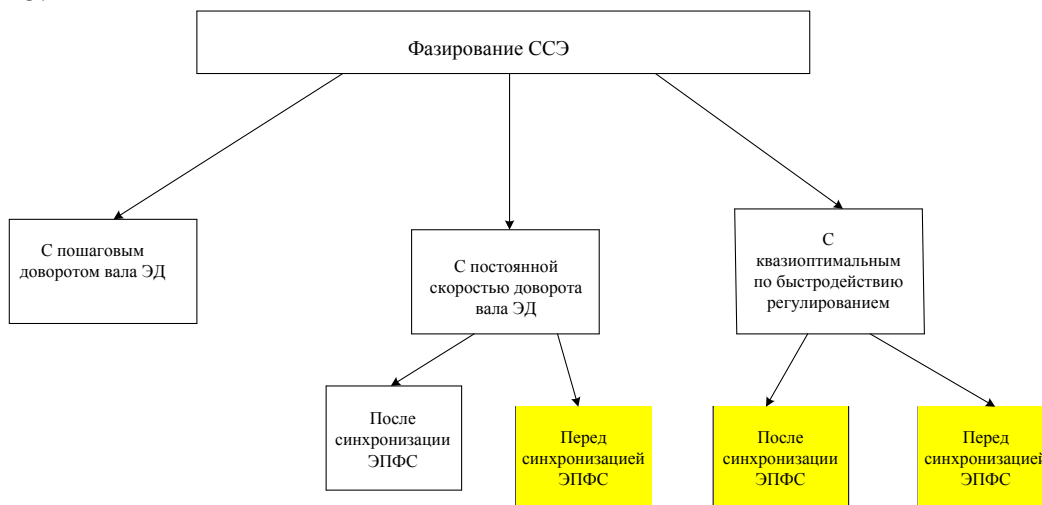 Фазирование ССЭ
С пошаговым
доворотом вала ЭД
С постоянной
скоростью доворота
вала ЭД
С
квазиоптимальным
по быстродействию
регулированием
После
синхронизации
ЭПФС
Перед
синхронизацией
ЭПФС
После
синхронизации
ЭПФС
Перед
синхронизацией
ЭПФС